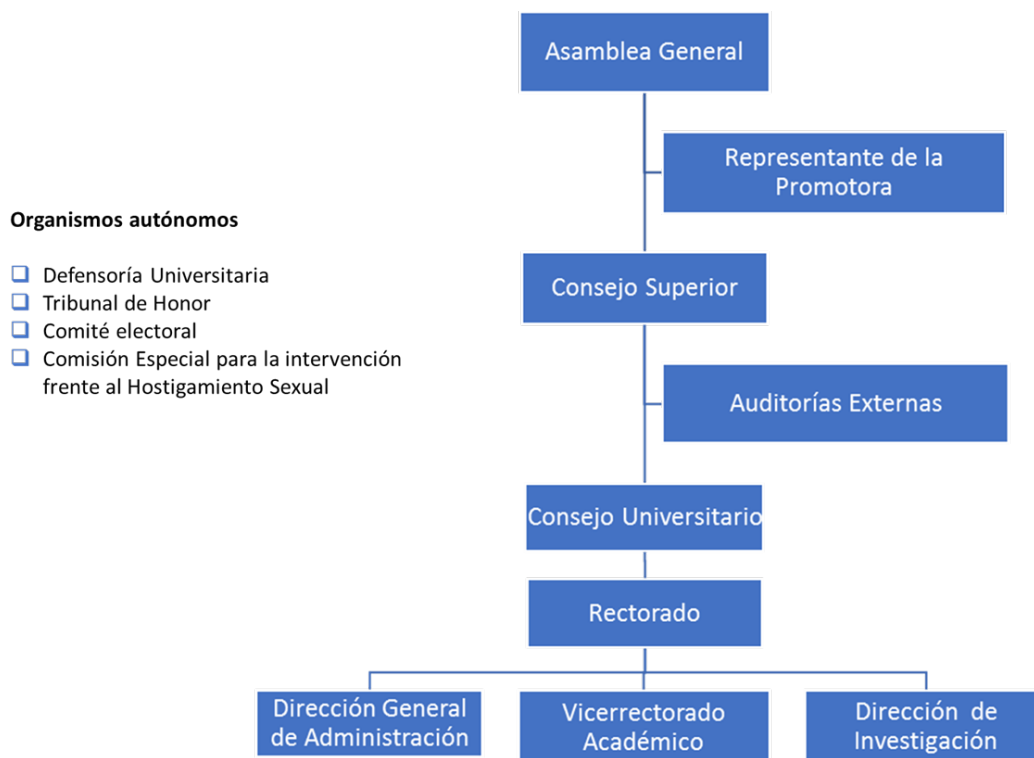 Asamblea General
Representante de la
Promotora
Organismos autónomos
Defensoría Universitaria
Tribunal de Honor
Comité electoral
Comisión Especial para la intervención
frente al Hostigamiento Sexual
Consejo Superior
Auditorías Externas
Consejo Universitario
Rectorado
Dirección General
de Administración
Vicerrectorado
Académico
Dirección de
Investigación